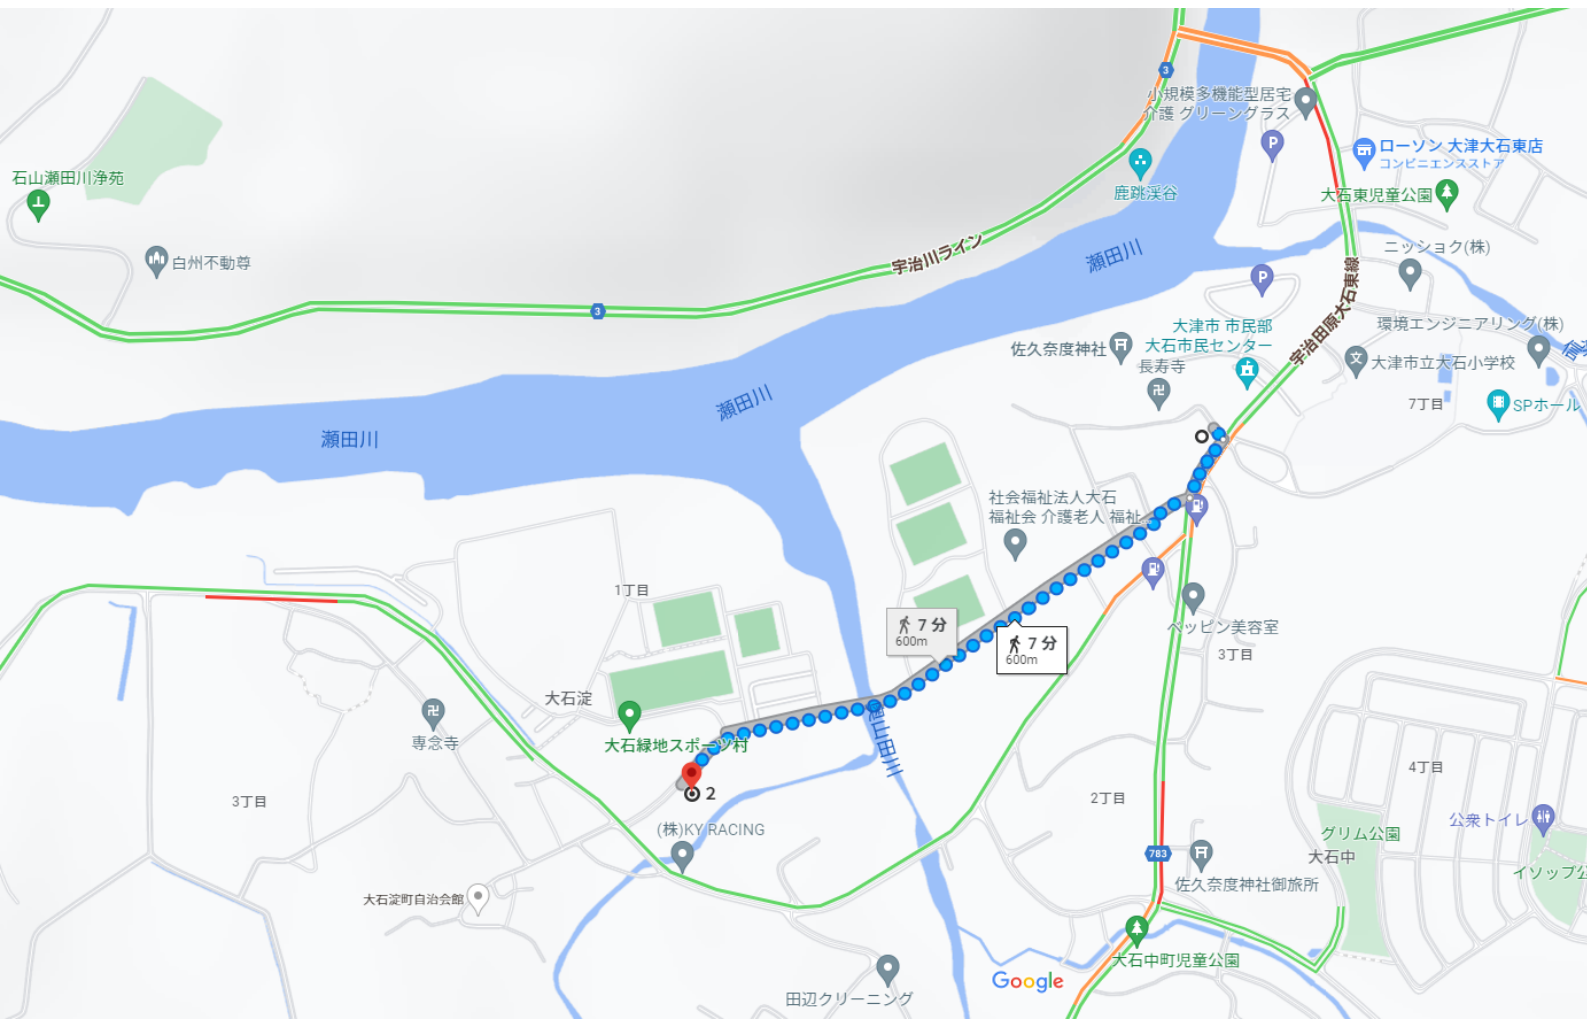 3
小規模多機能型居宅
介護 グリーングラス
P
ローソン 大津大石東店
コンビニエンスストア
石山瀬田川浄苑
鹿跳渓谷
大石東児童公園
白州不動尊
宇治川ライン
瀬田川
ニッショク(株)
P
3
宇治田原大石東線
大津市 市民部
大石市民センター
環境エンジニアリング(株)
佐久奈度神社
長寿寺
文
大津市立大石小学校
瀬田川
7丁目
SPホール
瀬田川
社会福祉法人大石
福祉会 介護老人 福祉...
1丁目
7 分
600m
7 分
600m
ベッピン美容室
3丁目
大石淀
専念寺
大石緑地スポーツ村
2
4丁目
3丁目
2丁目
公衆トイレ
(株)KY RACING
グリム公園
783
大石中
イソップ公
佐久奈度神社御旅所
大石淀町自治会館
大石中町児童公園
Google
田辺クリーニング